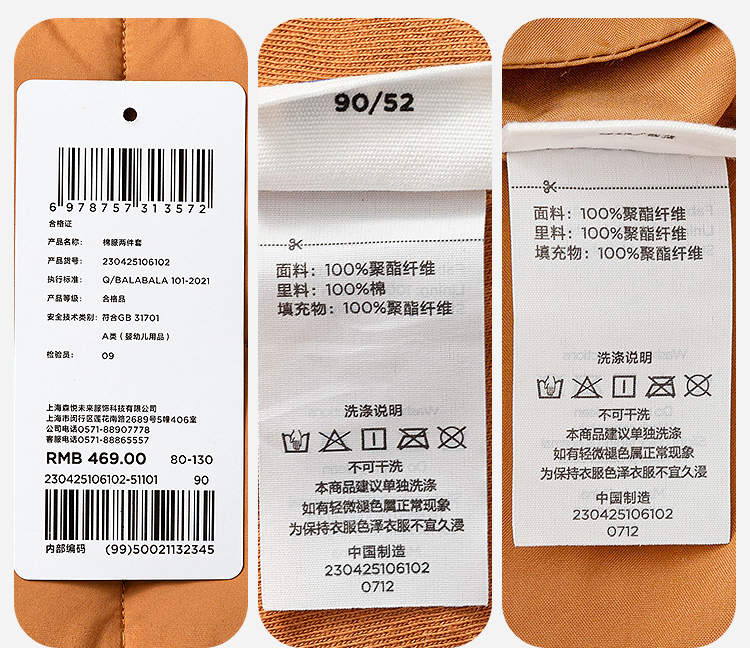 6 978757 313572
合格证
产品名称: 棉服两件套
产品货号: 230425106102
执行标准: Q/BALABALA 101-2021
产品等级: 合格品
安全技术类别: 符合GB 31701
A类(婴幼儿用品)
检验员: 09
上海森悦未来服饰科技有限公司
上海市闵行区莲花南路2689号5幢406室
公司电话0571-88907778
客服电话0571-88865557
RMB 469.00 80-130
230425106102-51101 90
内部编码 (99)50021132345
90/52
面料: 100%聚酯纤维
里料: 100%棉
填充物: 100%聚酯纤维
洗涤说明
不可干洗
本商品建议单独洗涤
如有轻微褪色属正常现象
为保持衣服色泽衣服不宜久浸
中国制造
230425106102
0712
面料: 100%聚酯纤维
里料: 100%聚酯纤维
填充物: 100%聚酯纤维
洗涤说明
不可干洗
本商品建议单独洗涤
如有轻微褪色属正常现象
为保持衣服色泽衣服不宜久浸
中国制造
230425106102
0712